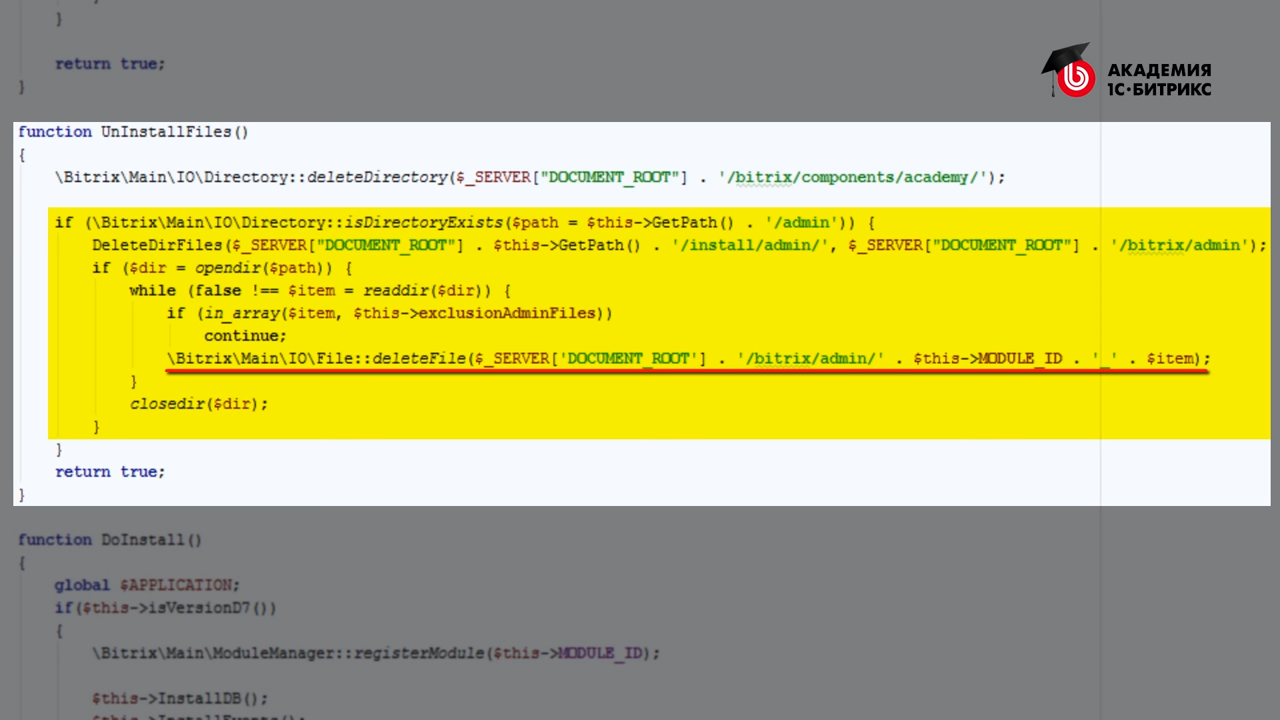 }
return true;
}
АКАДЕМИЯ
1С·БИТРИКС
function UnInstallFiles()
{
\Bitrix\Main\IO\Directory::deleteDirectory($_SERVER["DOCUMENT_ROOT"] . '/bitrix/components/academy/');
if (\Bitrix\Main\IO\Directory::isDirectoryExists($path = $this->GetPath() . '/admin')) {
DeleteDirFiles($_SERVER["DOCUMENT_ROOT"] . $this->GetPath() . '/install/admin/', $_SERVER["DOCUMENT_ROOT"] . '/bitrix/admin');
if ($dir = opendir($path)) {
while (false !== $item = readdir($dir)) {
if (in_array($item, $this->exclusionAdminFiles))
continue;
\Bitrix\Main\IO\File::deleteFile($_SERVER['DOCUMENT_ROOT'] . '/bitrix/admin/' . $this->MODULE_ID . '_' . $item);
}
closedir($dir);
}
}
return true;
}
function DoInstall()
{
global $APPLICATION;
if($this->isVersionD7())
{
\Bitrix\Main\ModuleManager::registerModule($this->MODULE_ID);
$this->InstallDB();
$this->InstallEvents();